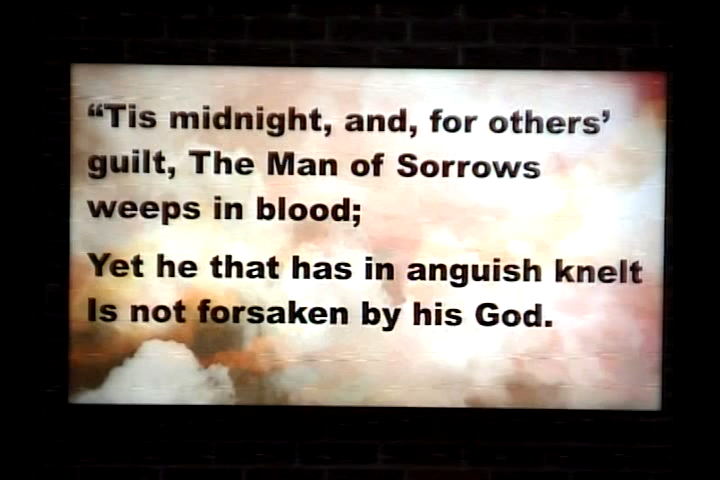 “Tis midnight, and, for others’
guilt, The Man of Sorrows
weeps in blood;
Yet he that has in anguish knelt
Is not forsaken by his God.